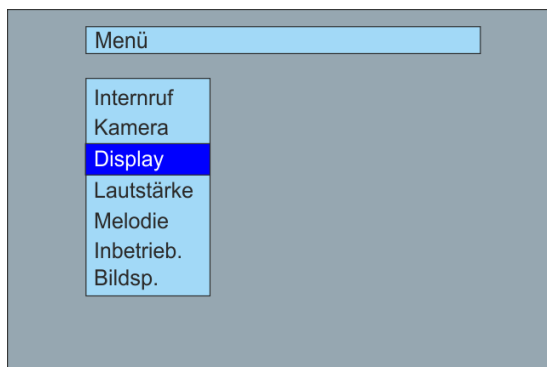 Menü
Internruf
Kamera
Display
Lautstärke
Melodie
Inbetrieb.
Bildsp.